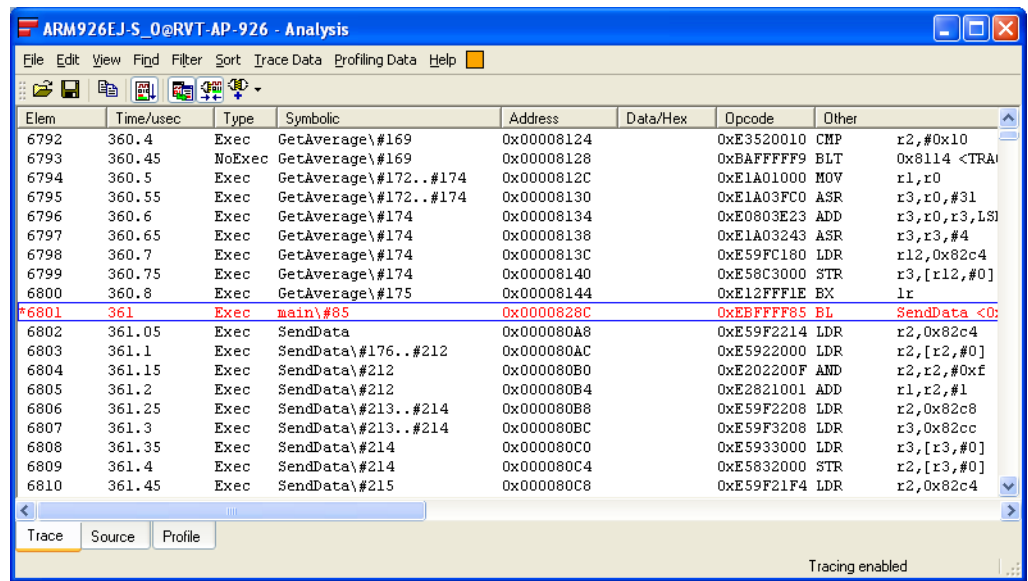 ARM926EJ-S_0@RVT-AP-926 - Analysis
File Edit View Find Filter Sort Trace Data Profiling Data Help
Elem Time/usec Type Symbolic Address Data/Hex Opcode Other
6792 360.4 Exec GetAverage\#169 0x00008124 0xE3520010 CMP r2,#0x10
6793 360.45 NoExec GetAverage\#169 0x00008128 0xBAFFFFF9 BLT 0x8114 <TRA
6794 360.5 Exec GetAverage\#172..#174 0x0000812C 0xE1A01000 MOV r1,r0
6795 360.55 Exec GetAverage\#172..#174 0x00008130 0xE1A03FC0 ASR r3,r0,#31
6796 360.6 Exec GetAverage\#174 0x00008134 0xE0803E23 ADD r3,r0,r3,LS
6797 360.65 Exec GetAverage\#174 0x00008138 0xE1A03243 ASR r3,r3,#4
6798 360.7 Exec GetAverage\#174 0x0000813C 0xE59FC180 LDR r12,0x82c4
6799 360.75 Exec GetAverage\#174 0x00008140 0xE58C3000 STR r3,[r12,#0]
6800 360.8 Exec GetAverage\#175 0x00008144 0xE12FFF1E BX lr
*6801 361 Exec main\#85 0x0000828C 0xEBFFFF85 BL SendData <0
6802 361.05 Exec SendData 0x000080A8 0xE59F2214 LDR r2,0x82c4
6803 361.1 Exec SendData\#176..#212 0x000080AC 0xE5922000 LDR r2,[r2,#0]
6804 361.15 Exec SendData\#212 0x000080B0 0xE202200F AND r2,r2,#0xf
6805 361.2 Exec SendData\#212 0x000080B4 0xE2821001 ADD r1,r2,#1
6806 361.25 Exec SendData\#213..#214 0x000080B8 0xE59F2208 LDR r2,0x82c8
6807 361.3 Exec SendData\#213..#214 0x000080BC 0xE59F3208 LDR r3,0x82cc
6808 361.35 Exec SendData\#214 0x000080C0 0xE5933000 LDR r3,[r3,#0]
6809 361.4 Exec SendData\#214 0x000080C4 0xE5832000 STR r2,[r3,#0]
6810 361.45 Exec SendData\#215 0x000080C8 0xE59F21F4 LDR r2,0x82c4
Trace Source Profile
Tracing enabled